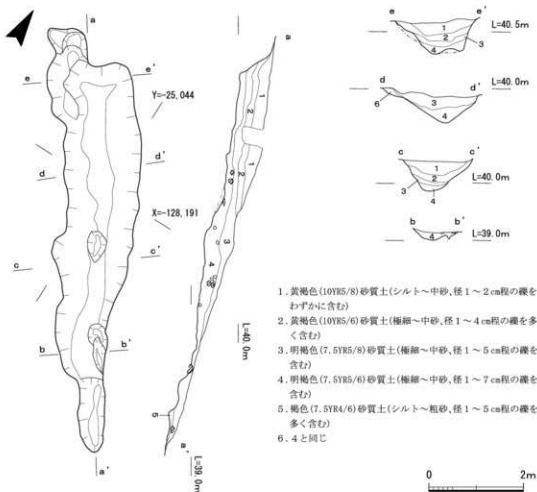 a
e
e'
Y=-25,044
d
d'
X=-128,191
c
c'
b
b'
a'
a
1
2
1
2
3
4
L=40.0m
5
a'
L=39.0m
e
e'
L=40.5m
1
2
3
4
d
d'
L=40.0m
3
6
4
c
c'
1
2
3
L=40.0m
4
b
b'
L=39.0m
4
1.黄褐色(10YR5/8)砂質土(シルト～中砂、径1～2㎝程の礫を
わずかに含む)
2.黄褐色(10YR5/6)砂質土(極細～中砂、径1～4㎝程の礫を多
く含む)
3.明褐色(7.5YR5/8)砂質土(極細～中砂、径1～5㎝程の礫を
含む)
4.明褐色(7.5YR5/6)砂質土(極細～中砂、径1～7㎝程の礫を
含む)
5.褐色(7.5YR4/6)砂質土(シルト～粗砂、径1～5㎝程の礫を
多く含む)
6.4と同じ
0
2m